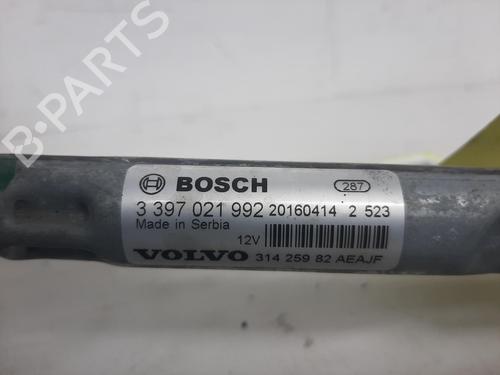 B-PARTS
BOSCH 287
3 397 021 992 20160414 2 523
Made in Serbia
12V
VOLVO 314 259 82 AEAJF